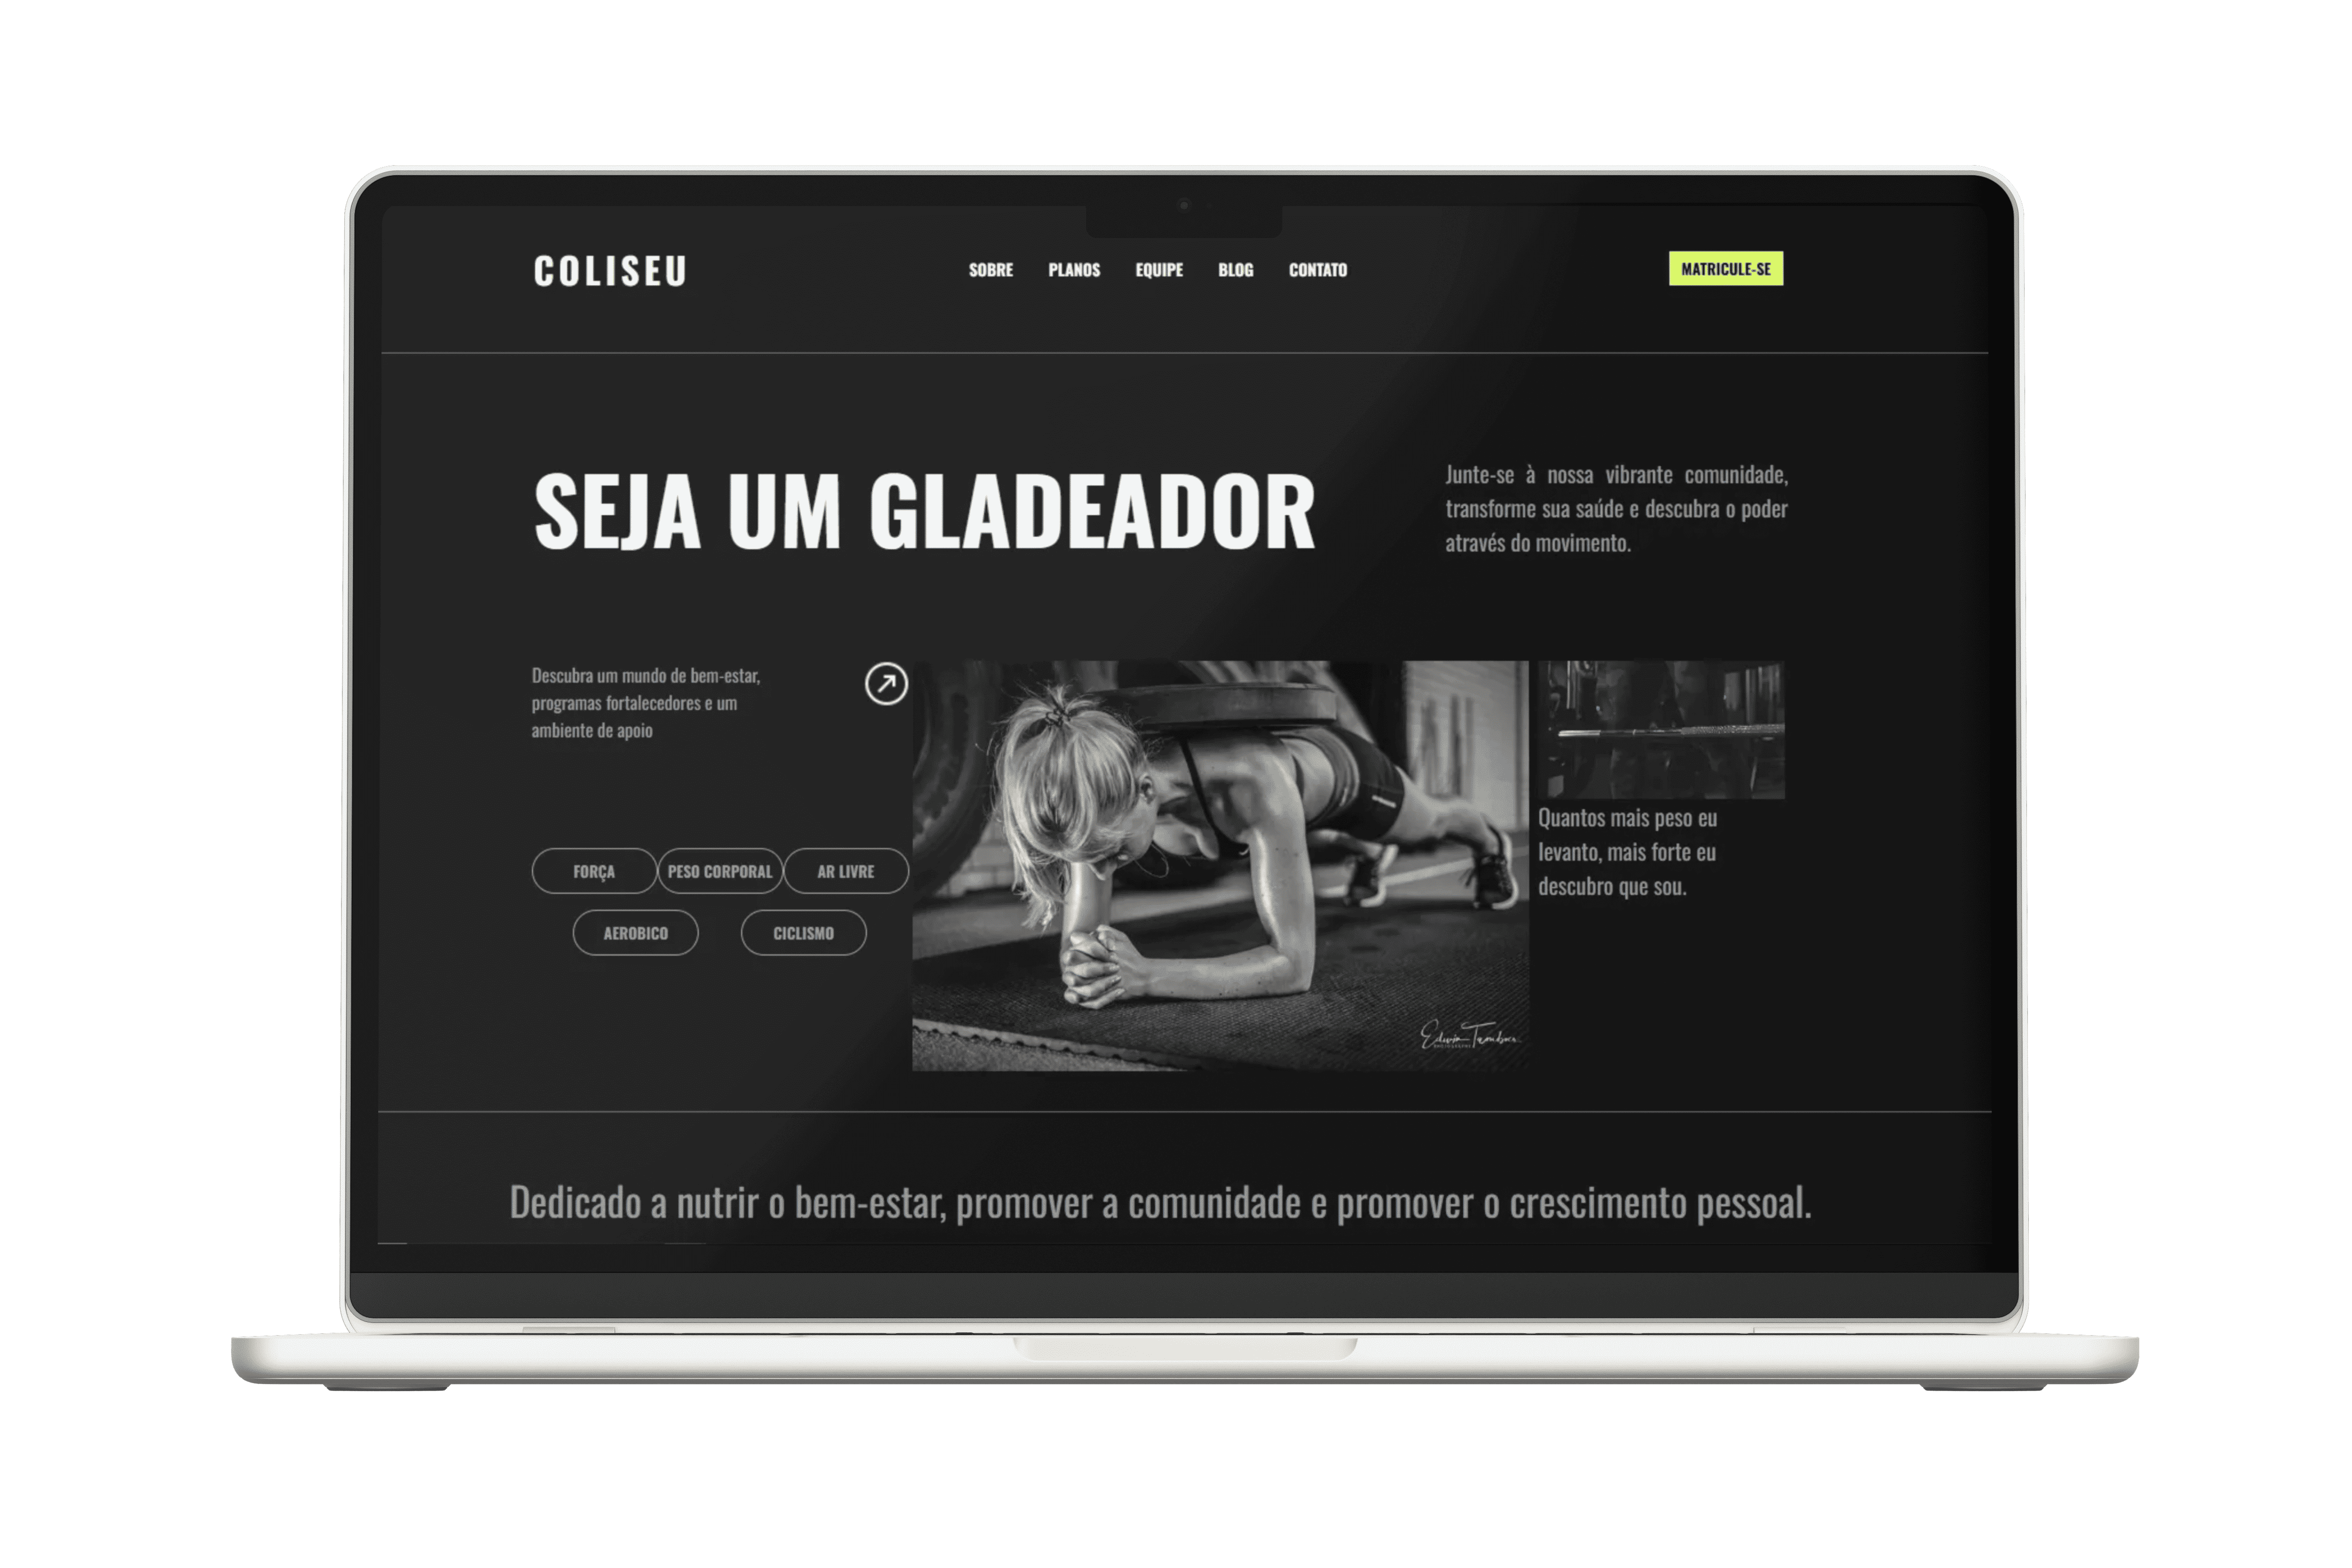 COLISEU
SOBRE PLANOS EQUIPE BLOG CONTATO
MATRICULE-SE
SEJA UM GLADEADOR
Junte-se à nossa vibrante comunidade,
transforme sua saúde e descubra o poder
através do movimento.
Descubra um mundo de bem-estar,
programas fortalecedores e um
ambiente de apoio
FORÇA PESO CORPORAL AR LIVRE
AEROBICO CICLISMO
Quantos mais peso eu
levanto, mais forte eu
descubro que sou.
Dedicado a nutrir o bem-estar, promover a comunidade e promover o crescimento pessoal.